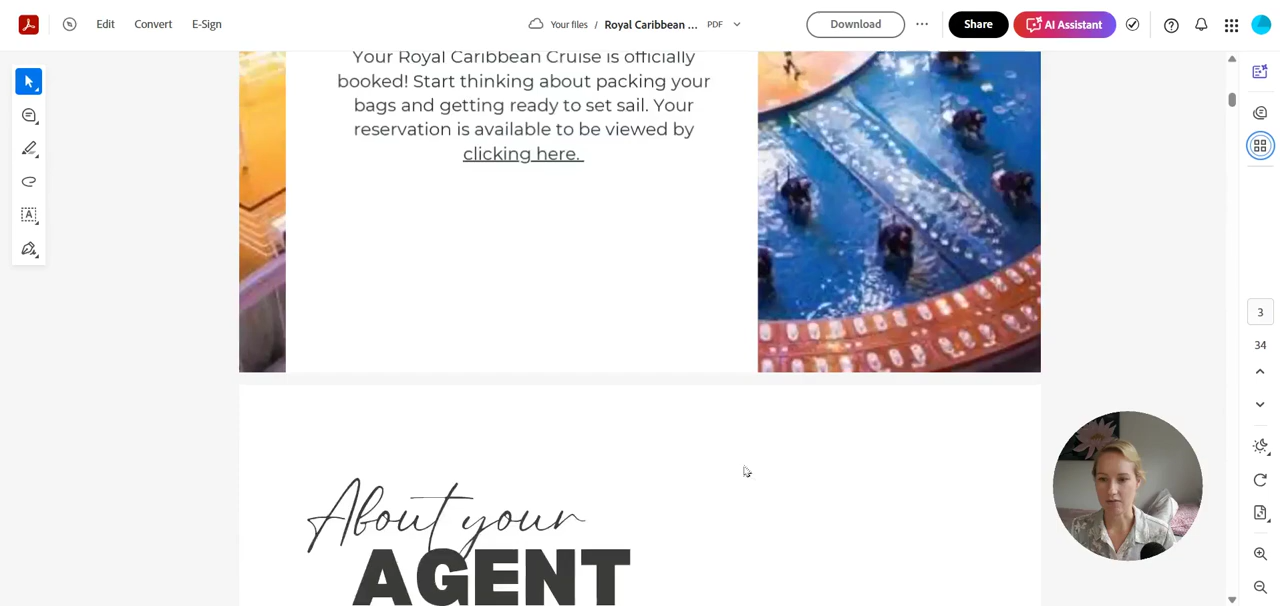 Edit Convert E-Sign Your files / Royal Caribbean ... PDF Download Share AI Assistant
Your Royal Caribbean Cruise is officially
booked! Start thinking about packing your
bags and getting ready to set sail. Your
reservation is available to be viewed by
clicking here.
A
3
34
About your
AGENT